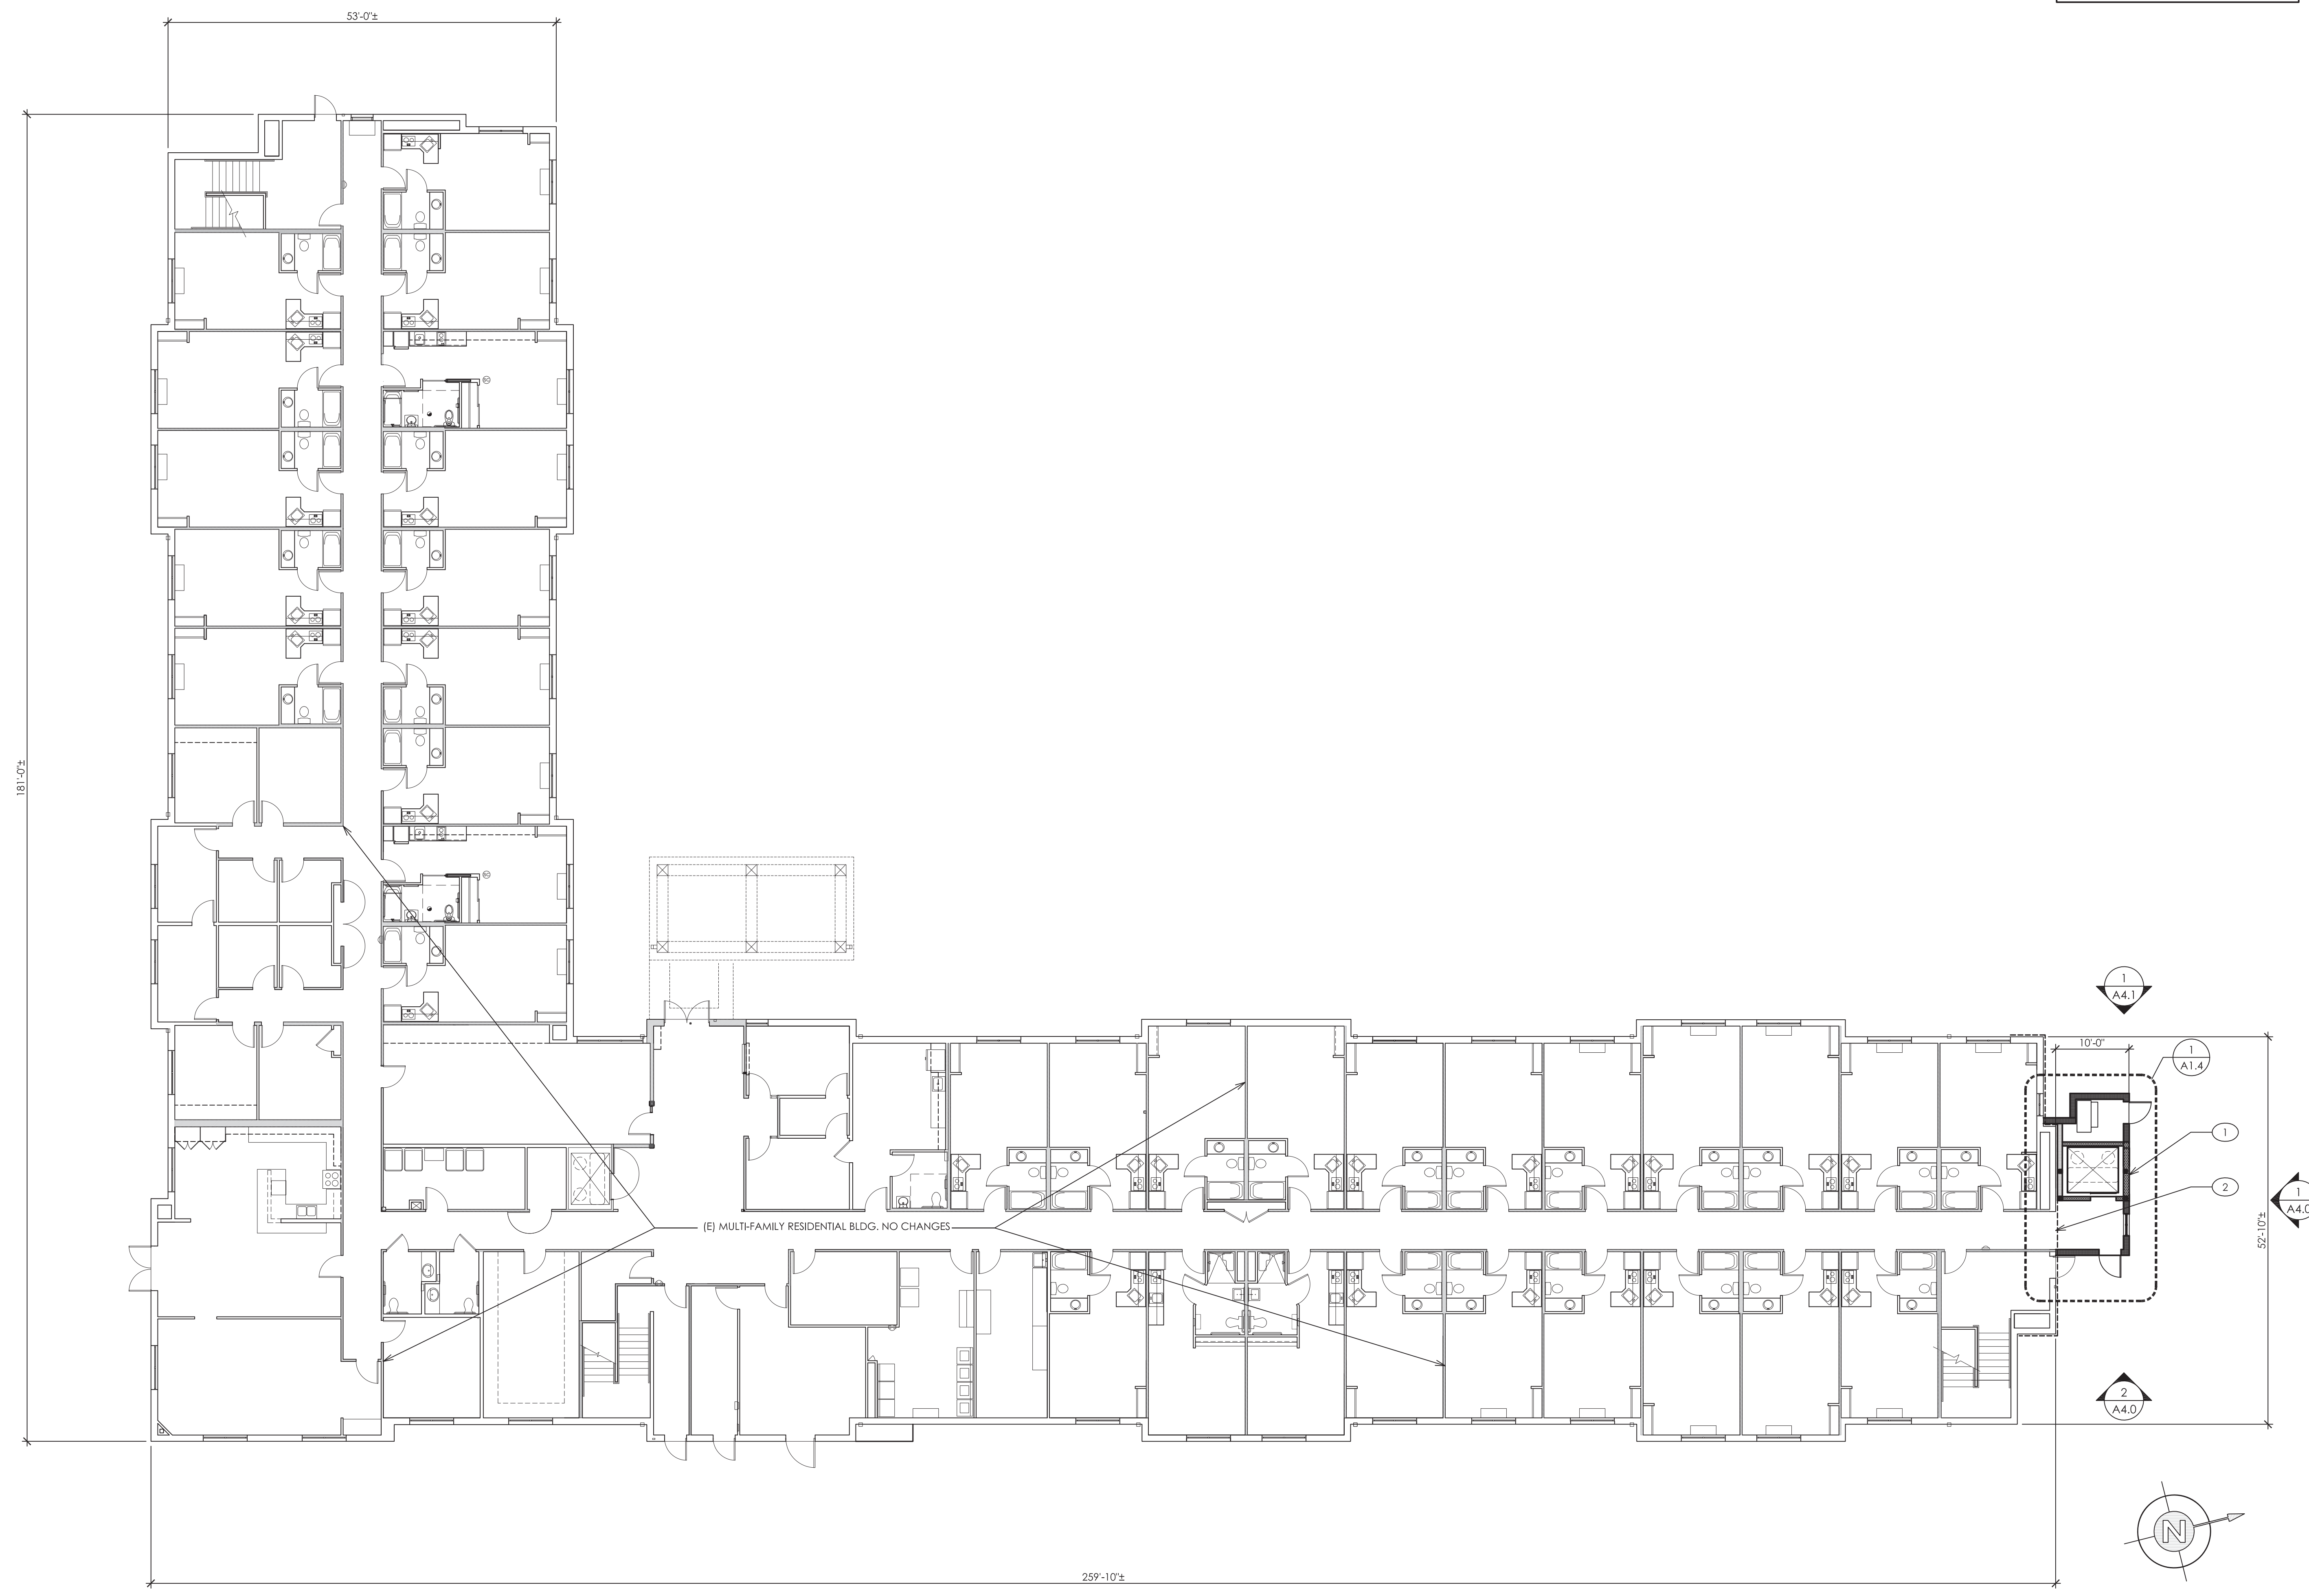 53'-0"±
181'-0"±
1
A4.1
10'-0"
1
A1.4
1
2
1
A4.0
52'-10"±
(E) MULTI-FAMILY RESIDENTIAL BLDG. NO CHANGES
2
A4.0
N
259'-10"±